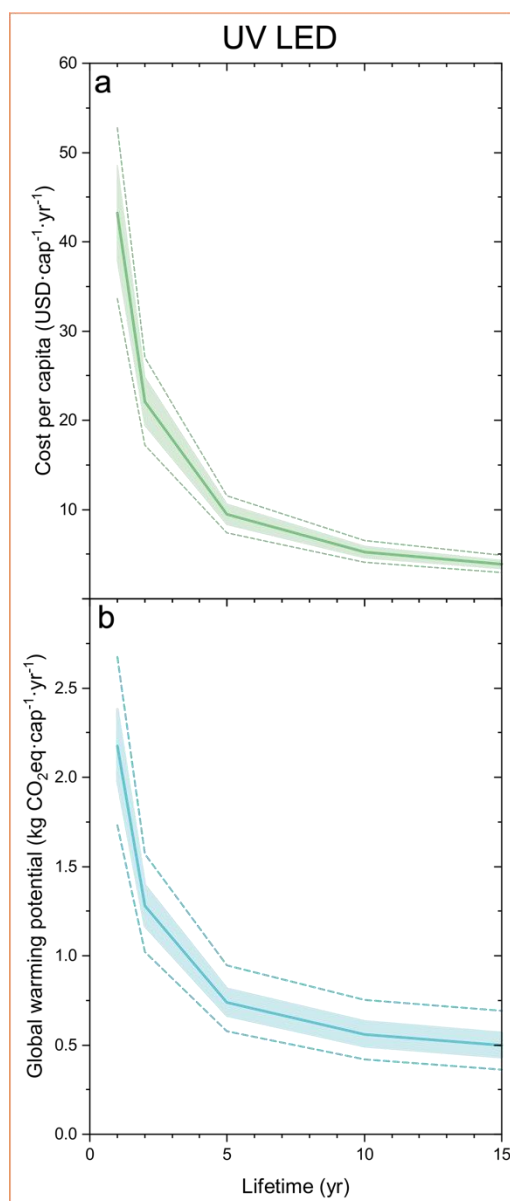 UV LED
a
60
50
40
30
20
10
Cost per capita (USD·cap⁻¹·yr⁻¹)
b
2.5
2.0
1.5
1.0
0.5
0.0
Global warming potential (kg CO₂eq·cap⁻¹·yr⁻¹)
0 5 10 15
Lifetime (yr)